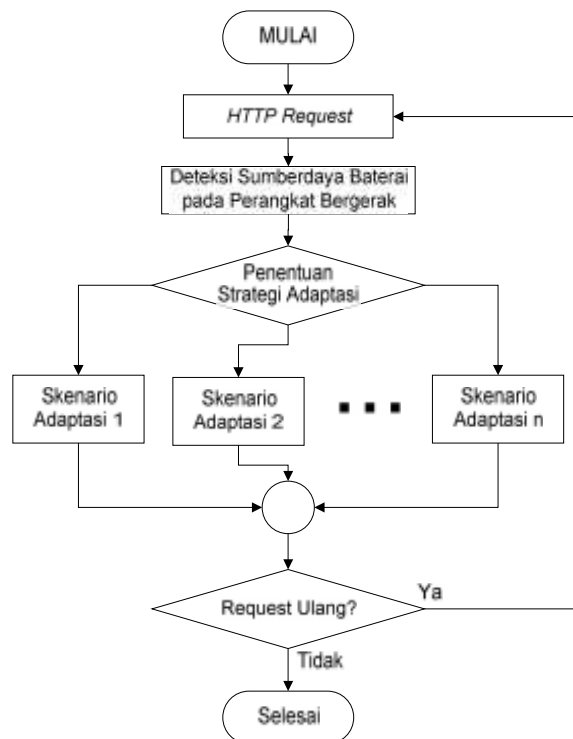 MULAI
HTTP Request
Deteksi Sumberdaya Baterai
pada Perangkat Bergerak
Penentuan
Strategi Adaptasi
Skenario
Adaptasi 1
Skenario
Adaptasi 2
Skenario
Adaptasi n
Request Ulang?
Ya
Tidak
Selesai